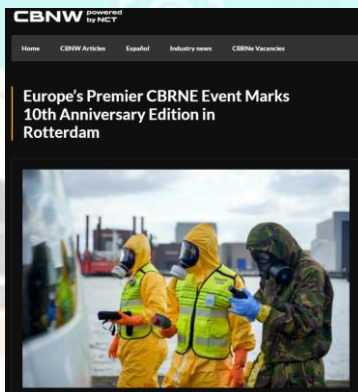 CBNW powered
by NCT
Home CBNW Articles Español Industry news CBRNe Vacancies
Europe's Premier CBRNE Event Marks
10th Anniversary Edition in
Rotterdam